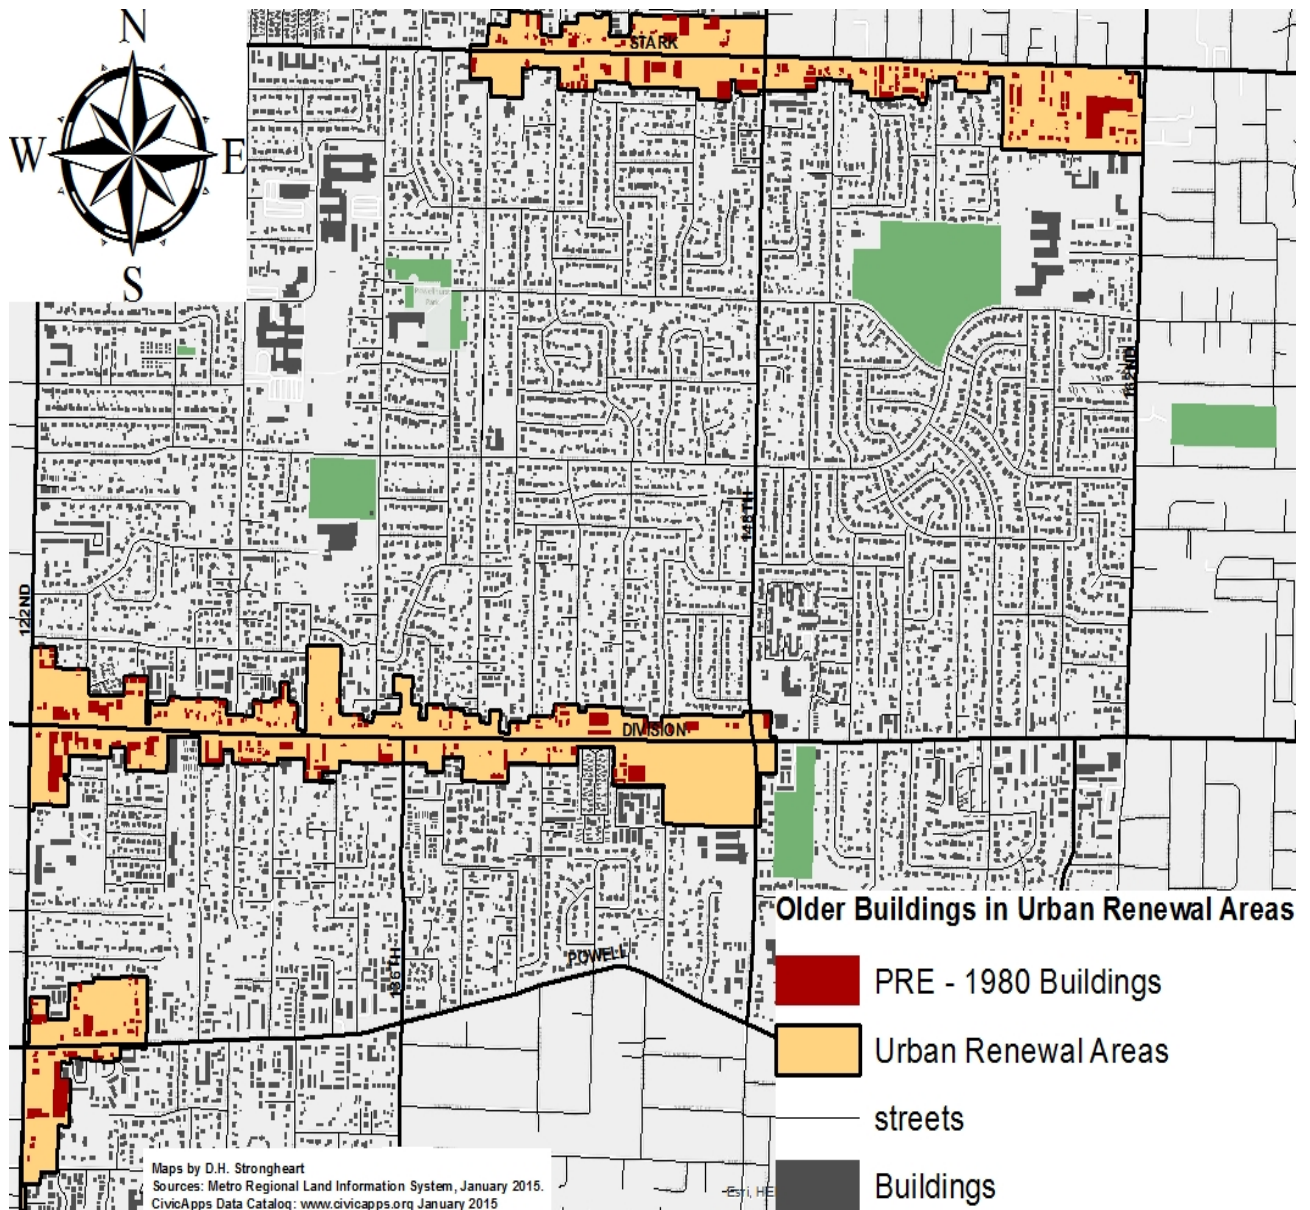 N
W E
S
STARK
162ND
148TH
122ND
DIVISION
136TH
POWELL
Older Buildings in Urban Renewal Areas
PRE - 1980 Buildings
Urban Renewal Areas
streets
Buildings
Maps by D.H. Strongheart
Sources: Metro Regional Land Information System, January 2015.
CivicApps Data Catalog: www.civicapps.org January 2015
Esri, HE